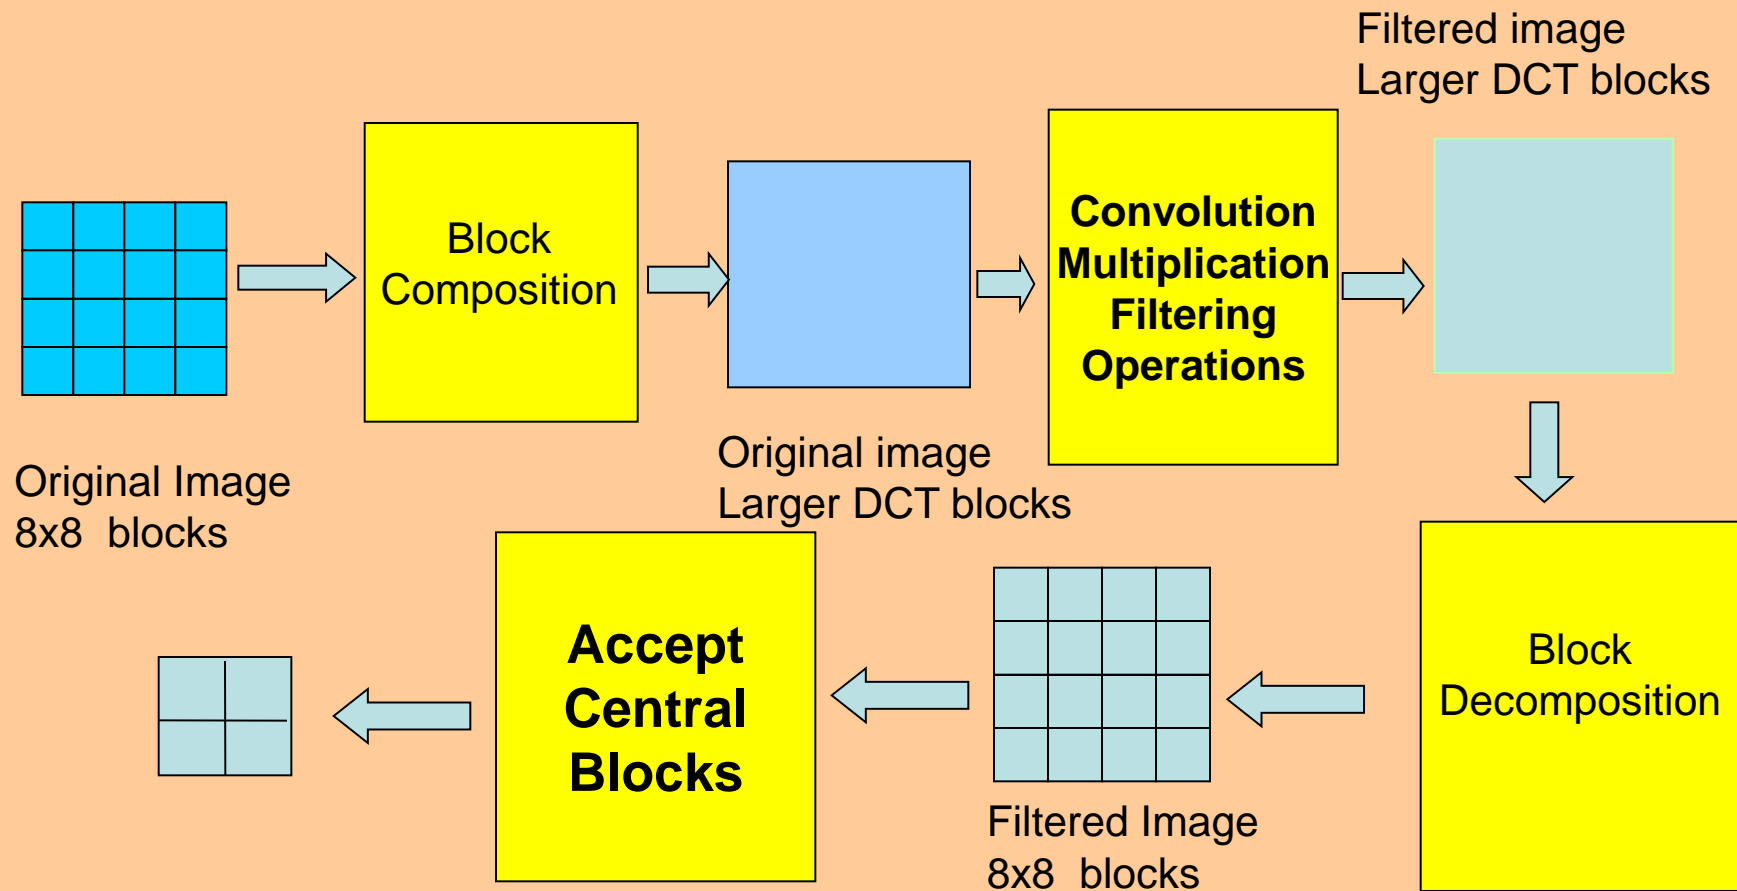 Filtered image
Larger DCT blocks
Block
Composition
Convolution
Multiplication
Filtering
Operations
Original Image
8x8  blocks
Original image
Larger DCT blocks
Block
Decomposition
Filtered Image
8x8  blocks
Accept
Central
Blocks